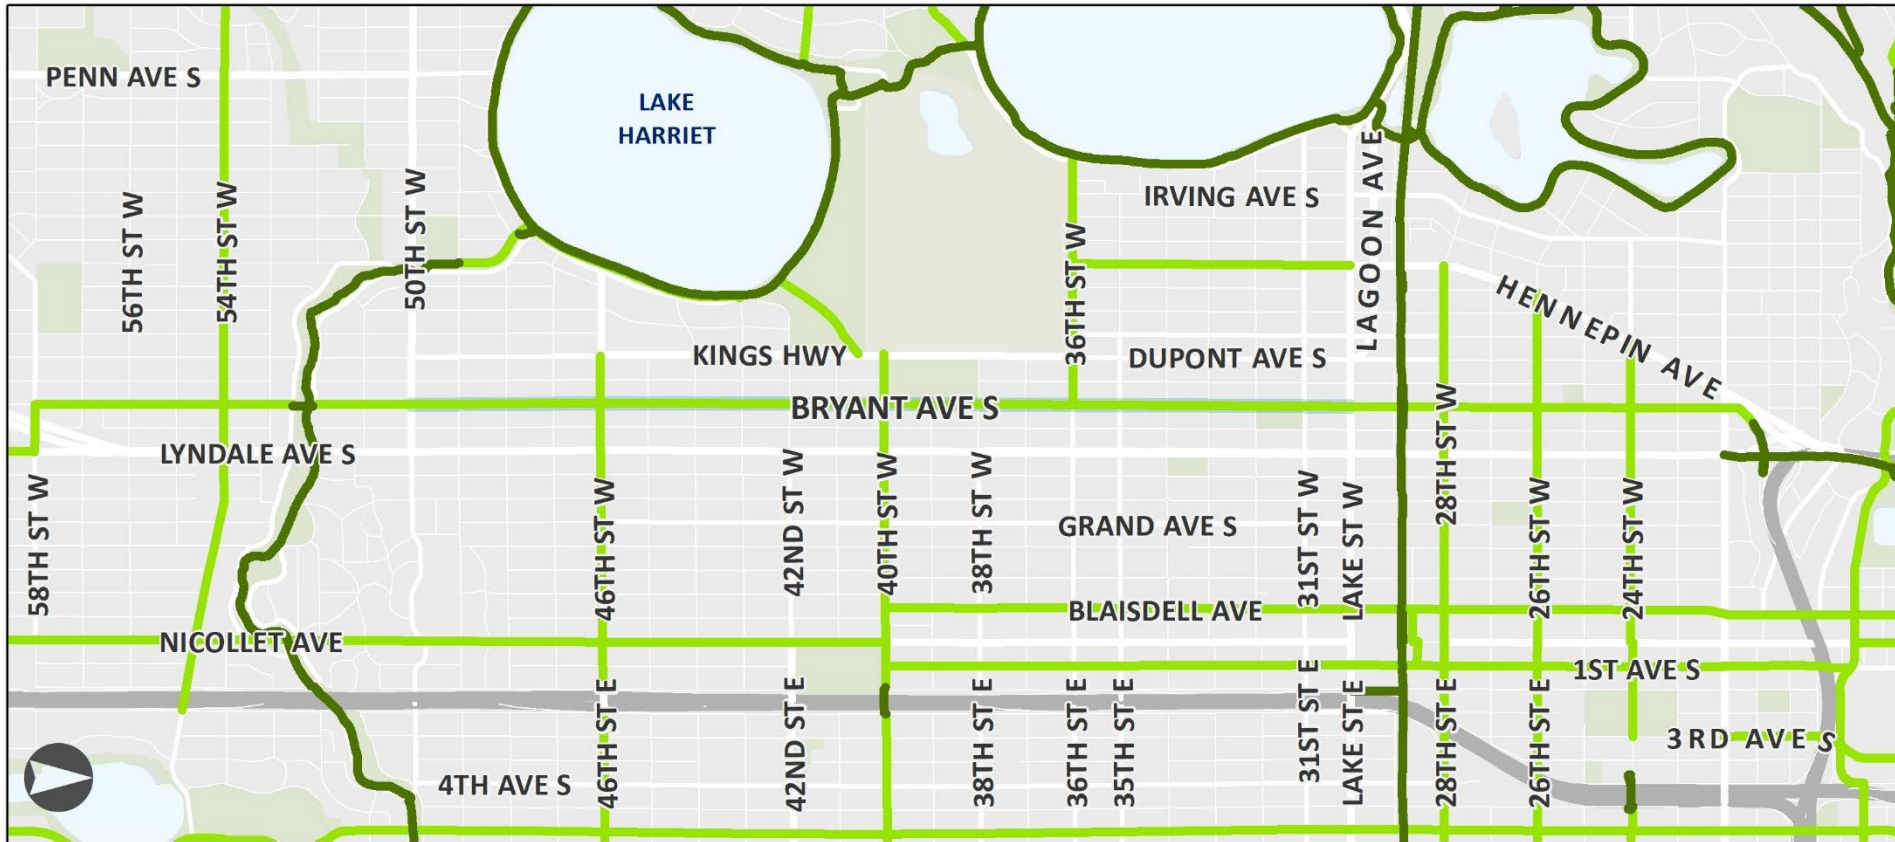 PENN AVE S
LAKE
HARRIET
56TH ST W
54TH ST W
50TH ST W
IRVING AVE S
LAGOON AVE
36TH ST W
HENNEPIN AVE
KINGS HWY
DUPONT AVE S
BRYANT AVE S
LYNDALE AVE S
58TH ST W
46TH ST W
42ND ST W
40TH ST W
38TH ST W
GRAND AVE S
31ST ST W
LAKE ST W
28TH ST W
26TH ST W
24TH ST W
BLAISDELL AVE
NICOLLET AVE
1ST AVE S
46TH ST E
42ND ST E
38TH ST E
36TH ST E
35TH ST E
31ST ST E
LAKE ST E
28TH ST E
26TH ST E
3RD AVE S
4TH AVE S